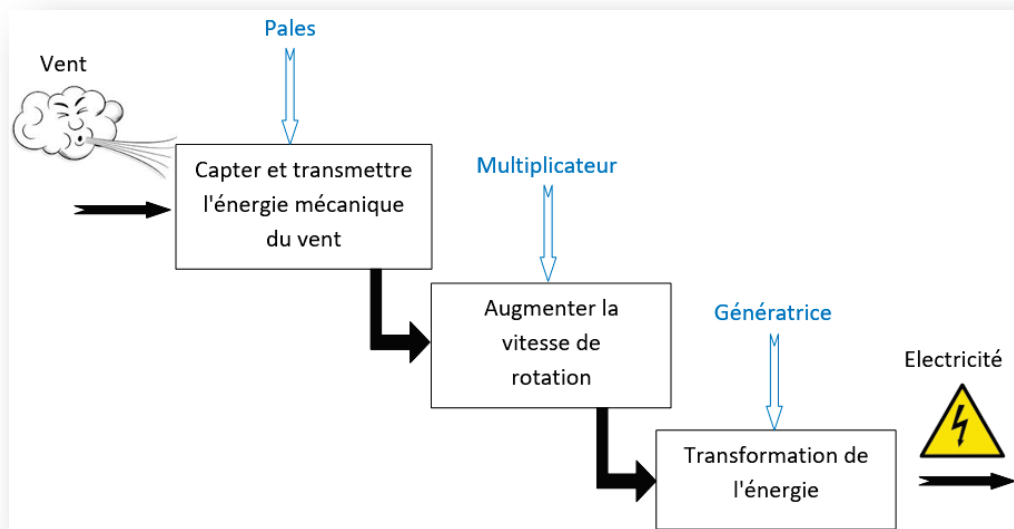 Pales
Vent
Capter et transmettre
l'énergie mécanique
du vent
Multiplicateur
Augmenter la
vitesse de
rotation
Génératrice
Electricité
Transformation de
l'énergie